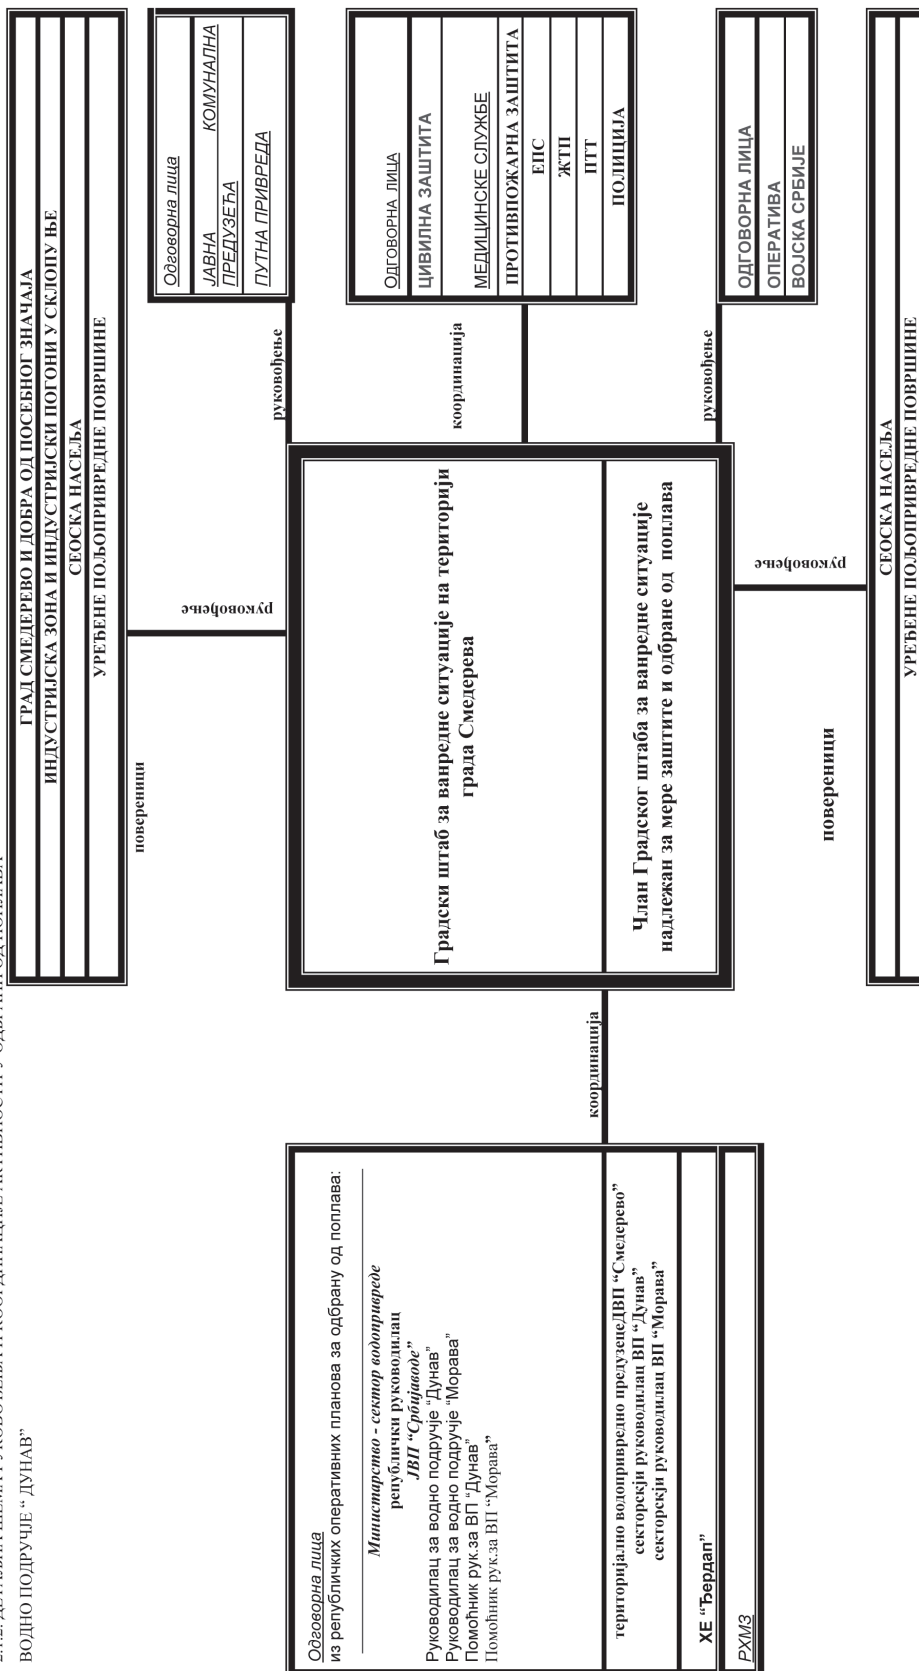 ВОДНО ПОДРУЧЈЕ “ ДУНАВ”
Одговорна лица
из републичких оперативних планова за одбрану од поплава:
Министарство - сектор водопривреде
републички руководилац
ЈВП “Србијаводе”
Руководилац за водно подручје “Дунав”
Руководилац за водно подручје “Морава”
Помоћник рук.за ВП “Дунав”
Помоћник рук.за ВП “Морава”
територијално водопривредно предузеце ДВП “Смедерево”
секторскји руководилац ВП “Дунав”
секторскји руководилац ВП “Морава”
ХЕ “Ђердап”
РХМЗ
координација
ГРАД СМЕДЕРЕВО И ДОБРА ОД ПОСЕБНОГ ЗНАЧАЈА
ИНДУСТРИЈСКА ЗОНА И ИНДУСТРИЈСКИ ПОГОНИ У СКЛОПУ ЊЕ
СЕОСКА НАСЕЉА
УРЕЂЕНЕ ПОЉОПРИВРЕДНЕ ПОВРШИНЕ
повереници
руковођење
Градски штаб за ванредне ситуације на територији
града Смедерева
Члан Градског штаба за ванредне ситуације
надлежан за мере заштите и одбране од поплава
руковођење
повереници
СЕОСКА НАСЕЉА
УРЕЂЕНЕ ПОЉОПРИВРЕДНЕ ПОВРШИНЕ
руковођење
Одговорна лица
ЈАВНА КОМУНАЛНА
ПРЕДУЗЕЋА
ПУТНА ПРИВРЕДА
координација
ОДГОВОРНА ЛИЦА
ЦИВИЛНА ЗАШТИТА
МЕДИЦИНСКЕ СЛУЖБЕ
ПРОТИВПОЖАРНА ЗАШТИТА
ЕПС
ЖТП
ПТТ
ПОЛИЦИЈА
руковођење
ОДГОВОРНА ЛИЦА
ОПЕРАТИВА
ВОЈСКА СРБИЈЕ